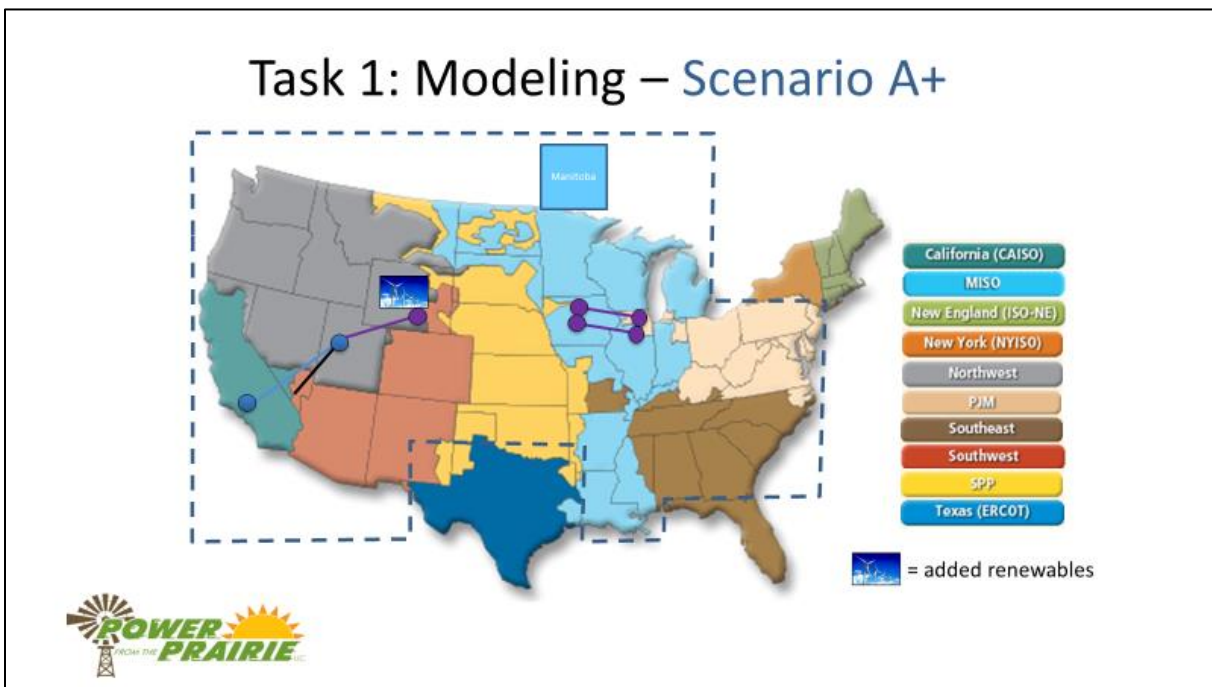 Task 1: Modeling – Scenario A+
Manitoba
California (CAISO)
MISO
New England (ISO-NE)
New York (NYISO)
Northwest
PJM
Southeast
Southwest
SPP
Texas (ERCOT)
= added renewables
POWER
FROM THE PRAIRIE LLC